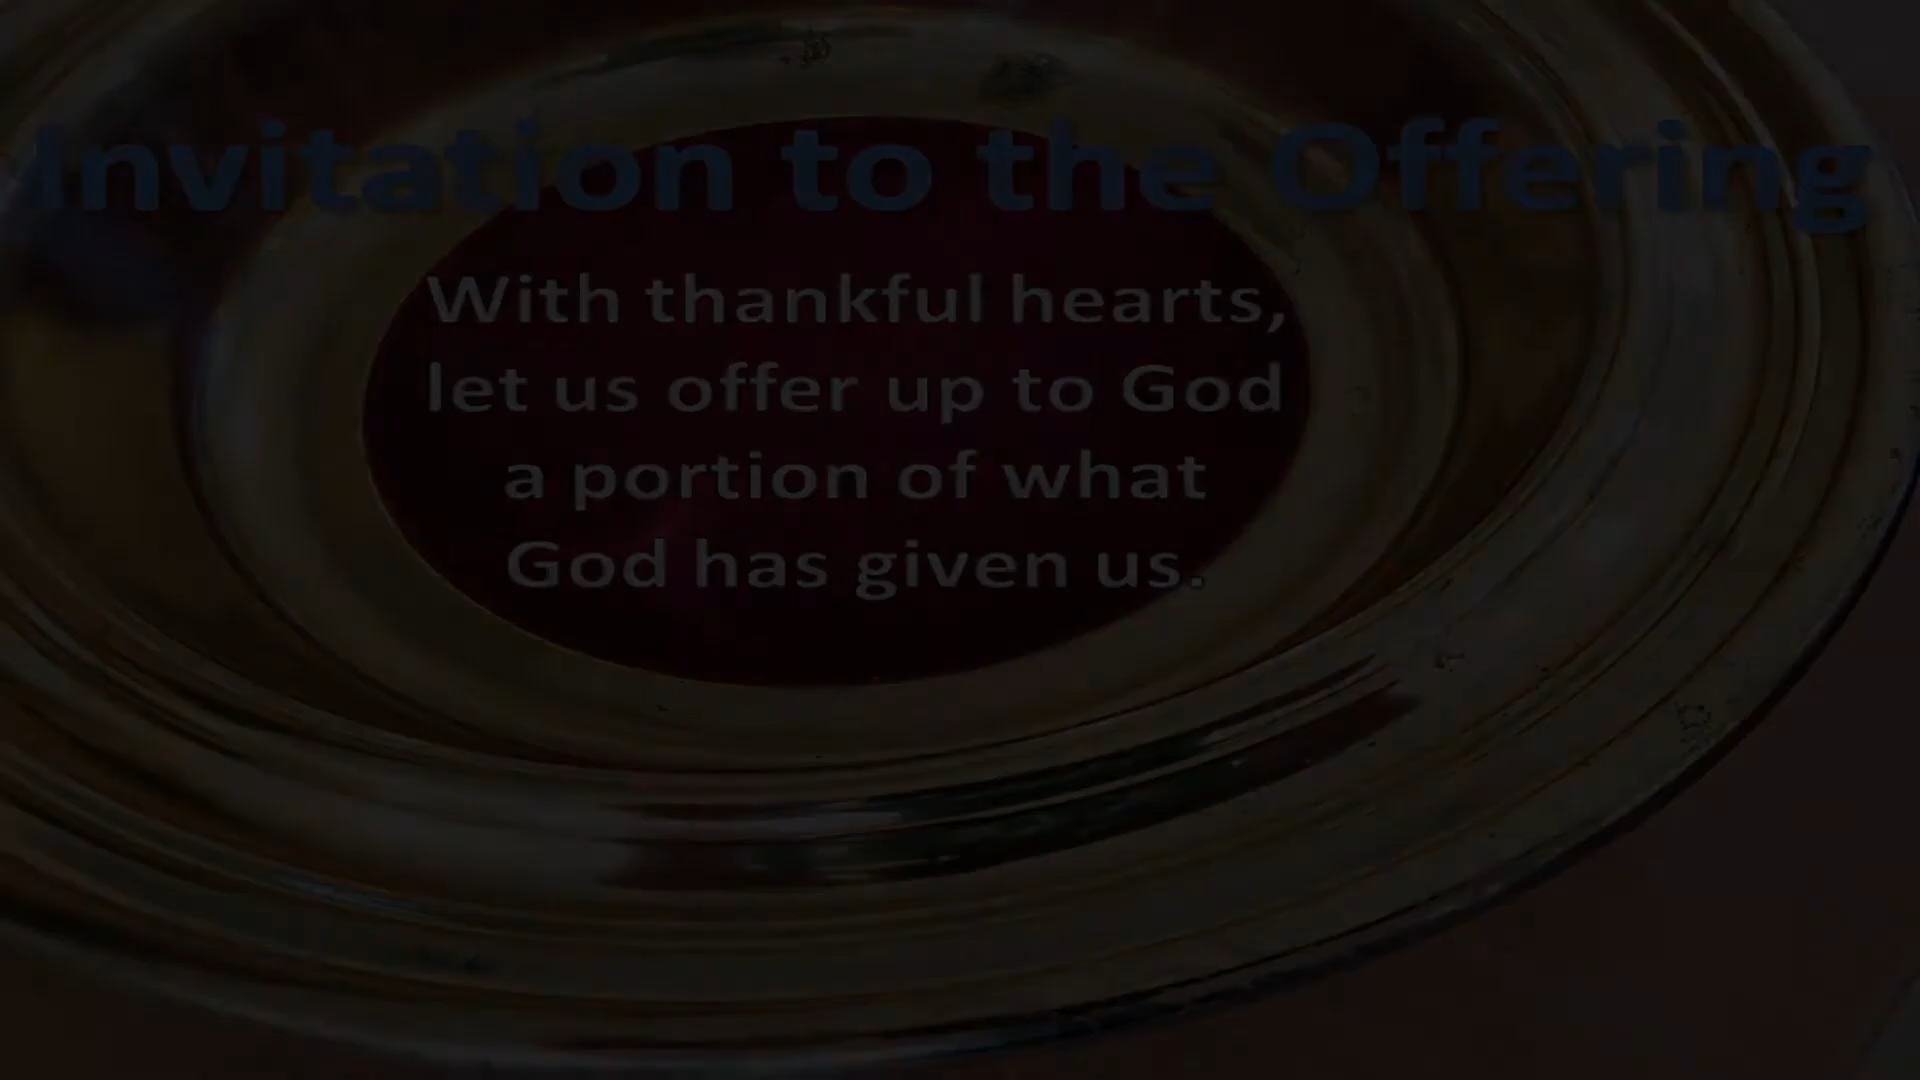 Invitation to the Offering
With thankful hearts,
let us offer up to God
a portion of what
God has given us.